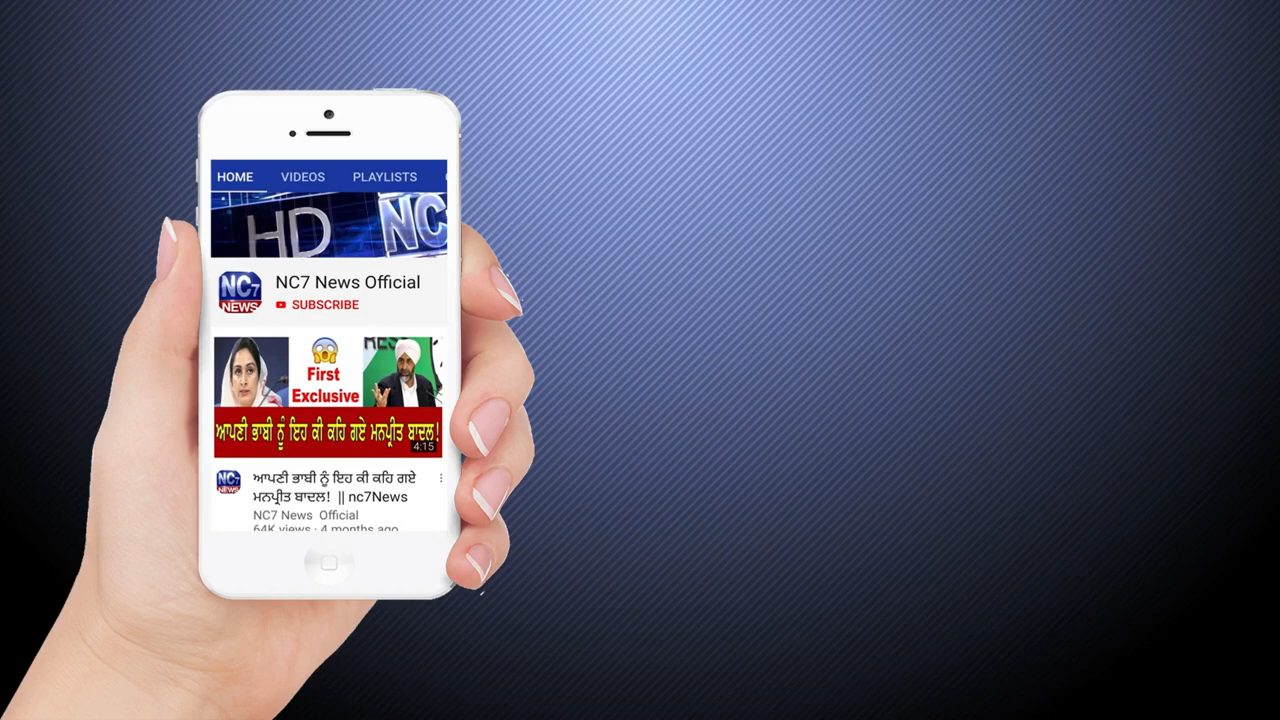 HOME VIDEOS PLAYLISTS
HD NC
NC7 News Official
NC7 NEWS
SUBSCRIBE
First
Exclusive
ਆਪਣੀ ਭਾਬੀ ਨੂੰ ਇਹ ਕੀ ਕਹਿ ਗਏ ਮਨਪ੍ਰੀਤ ਬਾਦਲ!
4:15
NC7 NEWS
ਆਪਣੀ ਭਾਬੀ ਨੂੰ ਇਹ ਕੀ ਕਹਿ ਗਏ
ਮਨਪ੍ਰੀਤ ਬਾਦਲ! || nc7News
NC7 News Official
64K views · 4 months ago